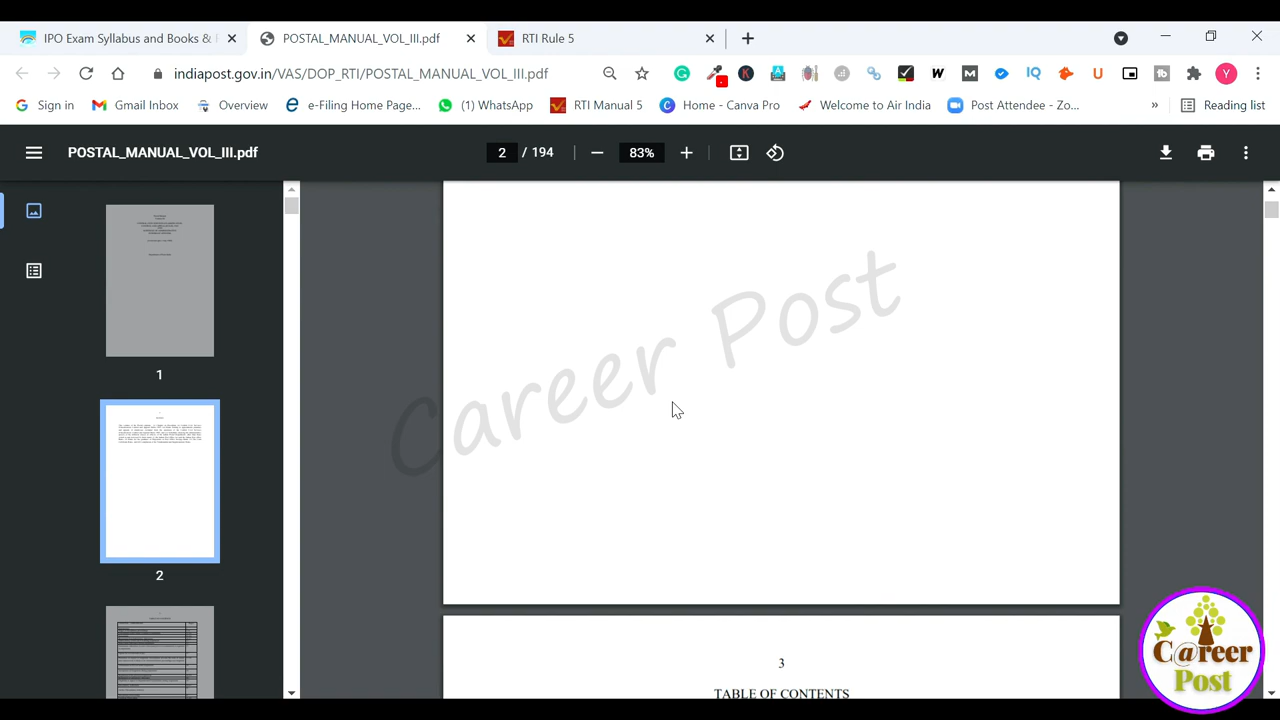 IPO Exam Syllabus and Books & F
POSTAL_MANUAL_VOL_III.pdf
RTI Rule 5
indiapost.gov.in/VAS/DOP_RTI/POSTAL_MANUAL_VOL_III.pdf
Sign in
Gmail Inbox
Overview
e-Filing Home Page...
(1) WhatsApp
RTI Manual 5
Home - Canva Pro
Welcome to Air India
Post Attendee - Zo...
»
Reading list
POSTAL_MANUAL_VOL_III.pdf
2 / 194
83%
1
2
Career Post
3
TABLE OF CONTENTS
C@reer
Post